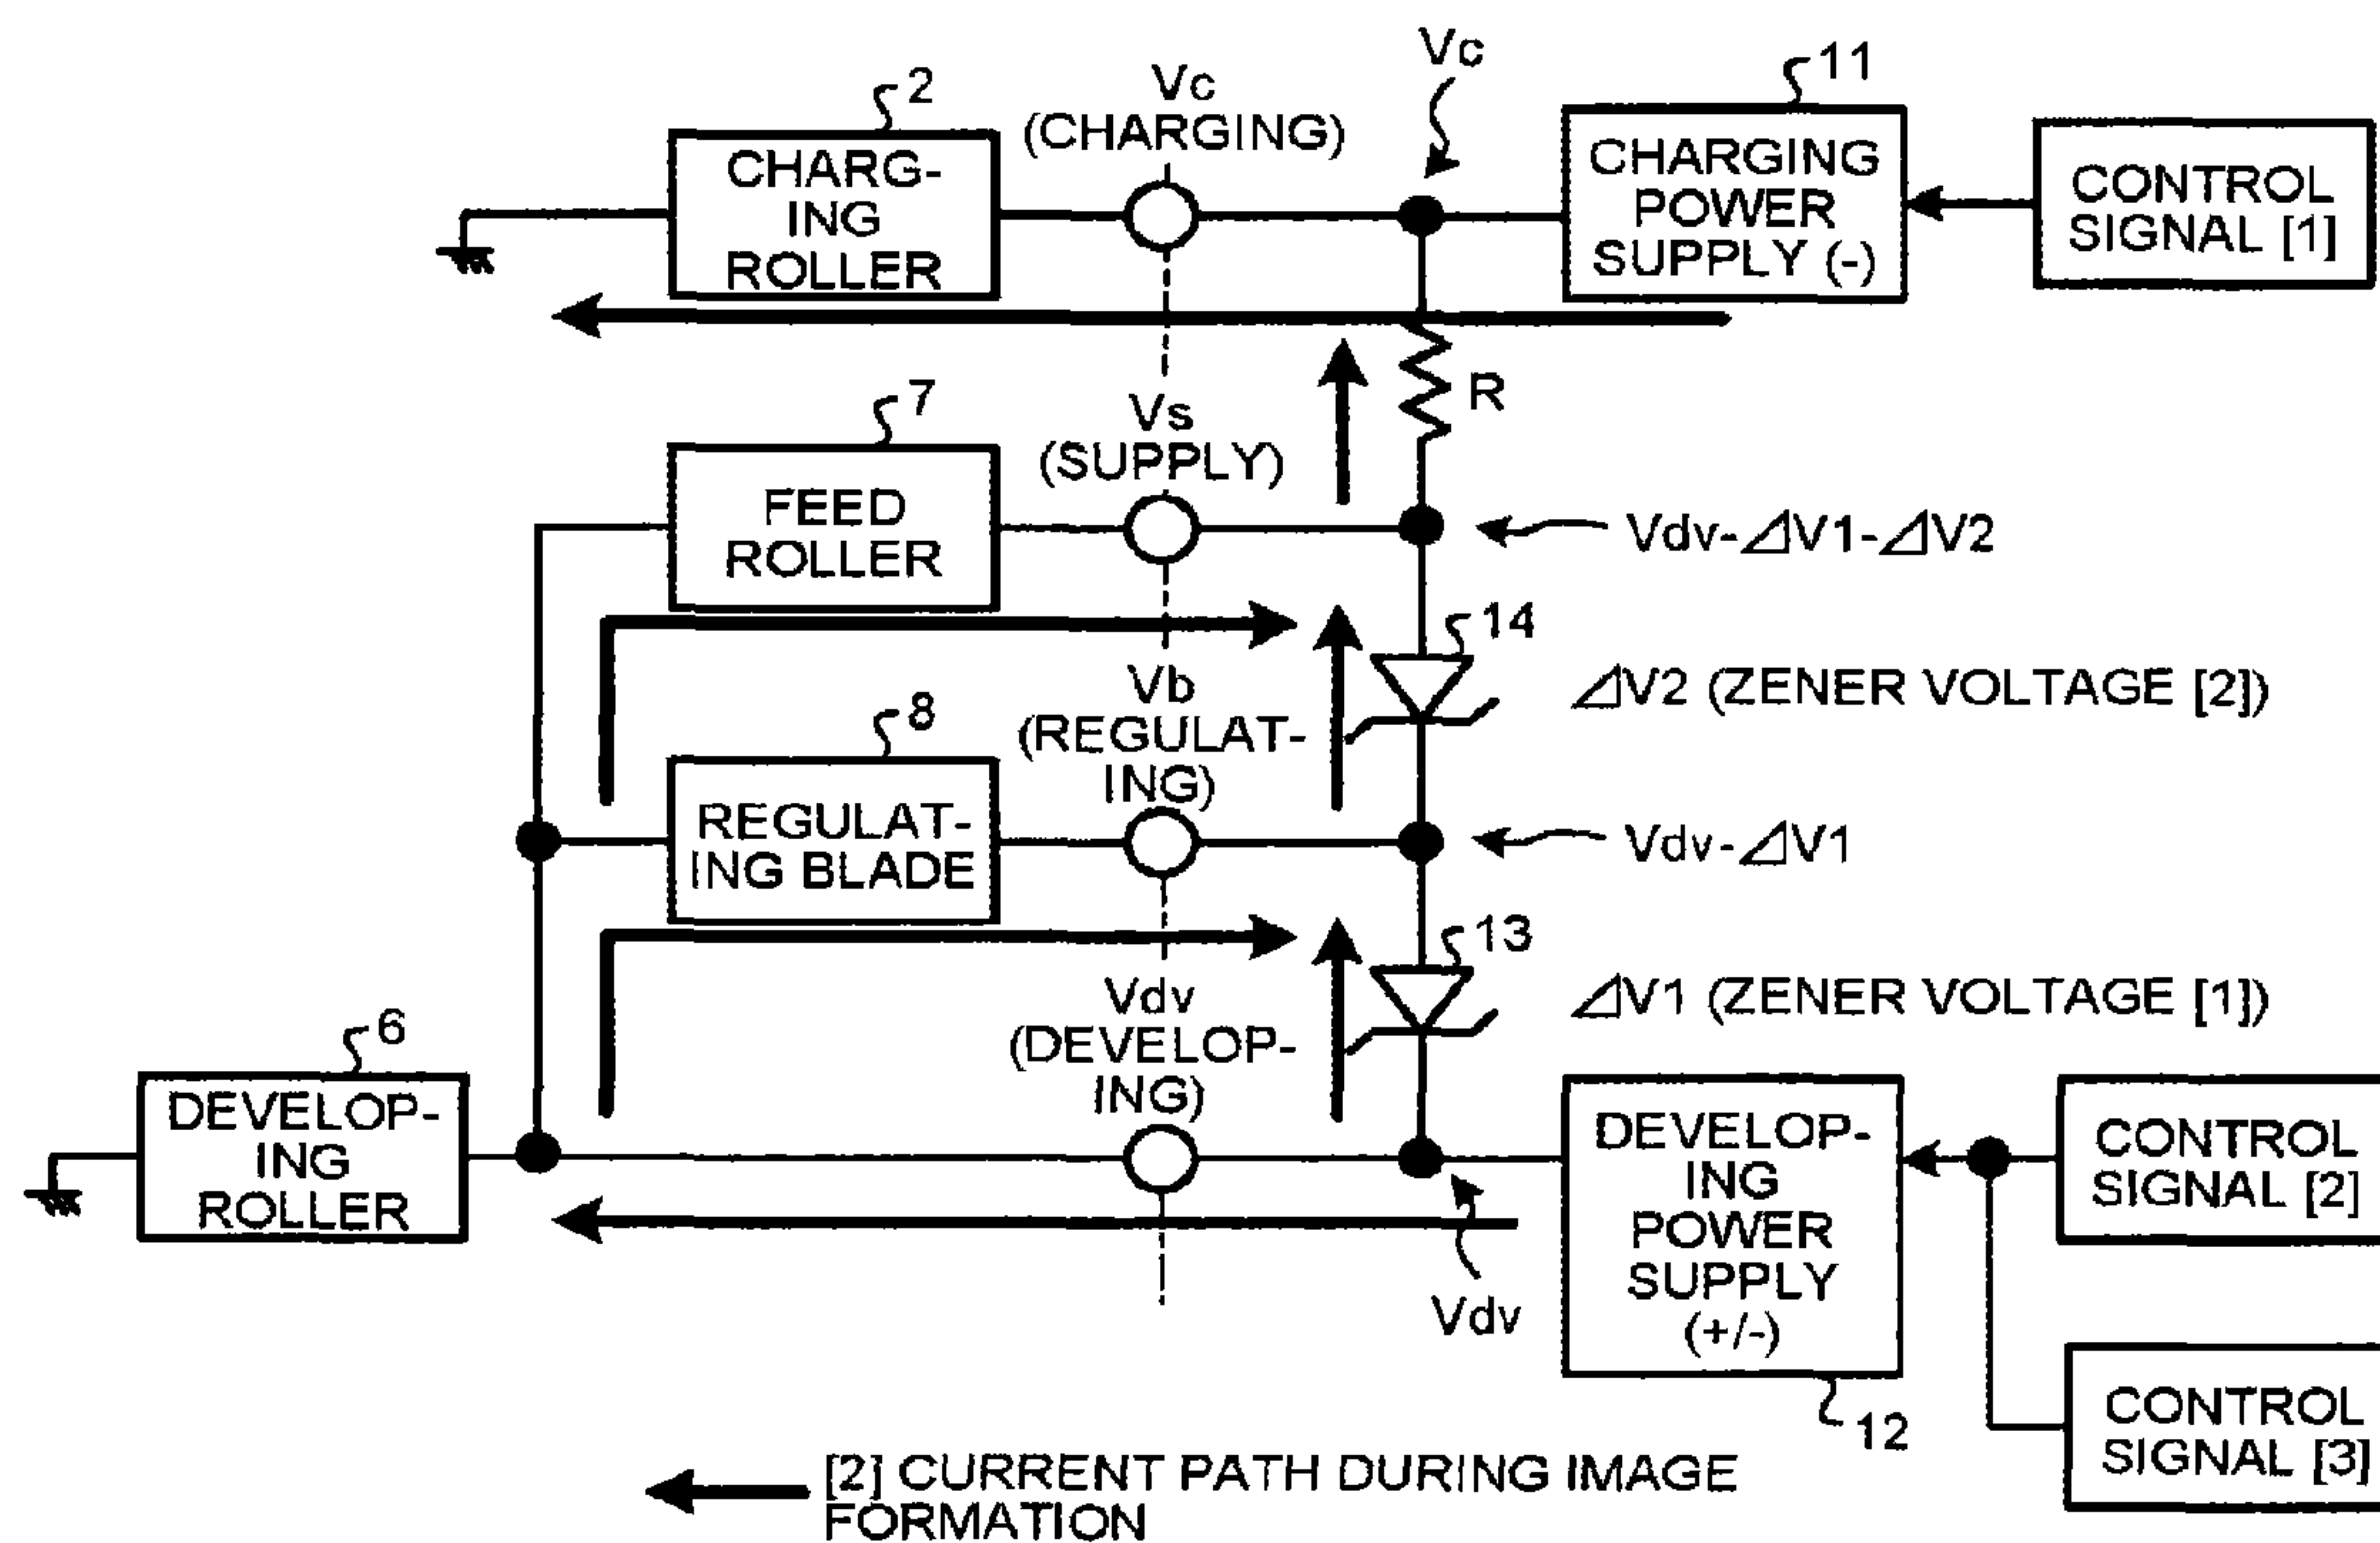 2
Vc
(CHARGING)
Vc
11
CHARG-
ING
ROLLER
CHARGING
POWER
SUPPLY (-)
CONTROL
SIGNAL [1]
7
Vs
(SUPPLY)
R
FEED
ROLLER
Vdv-⊿V1-⊿V2
14
⊿V2 (ZENER VOLTAGE [2])
8
Vb
(REGULAT-
ING)
REGULAT-
ING BLADE
Vdv-⊿V1
13
⊿V1 (ZENER VOLTAGE [1])
6
Vdv
(DEVELOP-
ING)
DEVELOP-
ING
ROLLER
Vdv
DEVELOP-
ING
POWER
SUPPLY
(+/-)
12
CONTROL
SIGNAL [2]
CONTROL
SIGNAL [3]
[2] CURRENT PATH DURING IMAGE
FORMATION